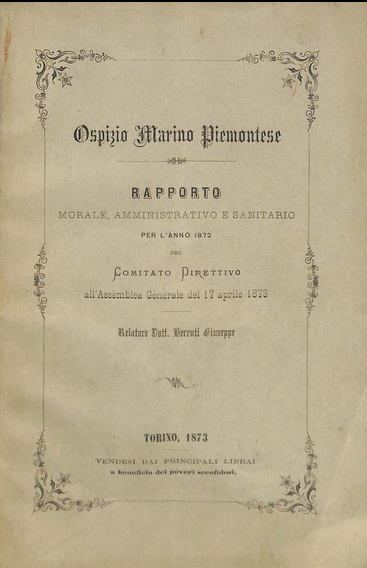 Ospizio Marino Piemontese
RAPPORTO
MORALE, AMMINISTRATIVO E SANITARIO
PER L'ANNO 1872
DEL
COMITATO DIRETTIVO
all'Assemblea Generale del 17 aprile 1873
Relatore Dott. Berruti Giuseppe
TORINO, 1873
VENDESI DAI PRINCIPALI LIBRAI
a beneficio dei poveri scrofolosi.